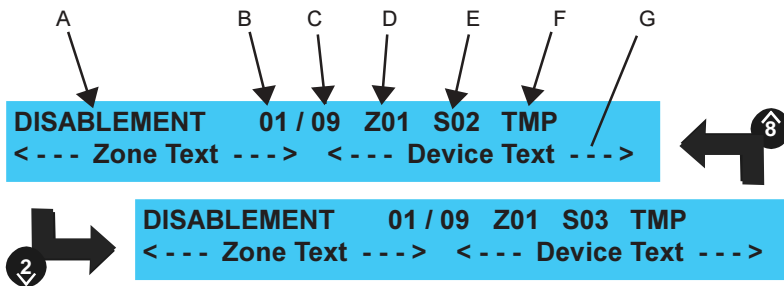 A B C D E F G
DISABLEMENT 01 / 09 Z01 S02 TMP
< - - - Zone Text - - - > < - - - Device Text - - - >
8
DISABLEMENT 01 / 09 Z01 S03 TMP
< - - - Zone Text - - - > < - - - Device Text - - - >
2